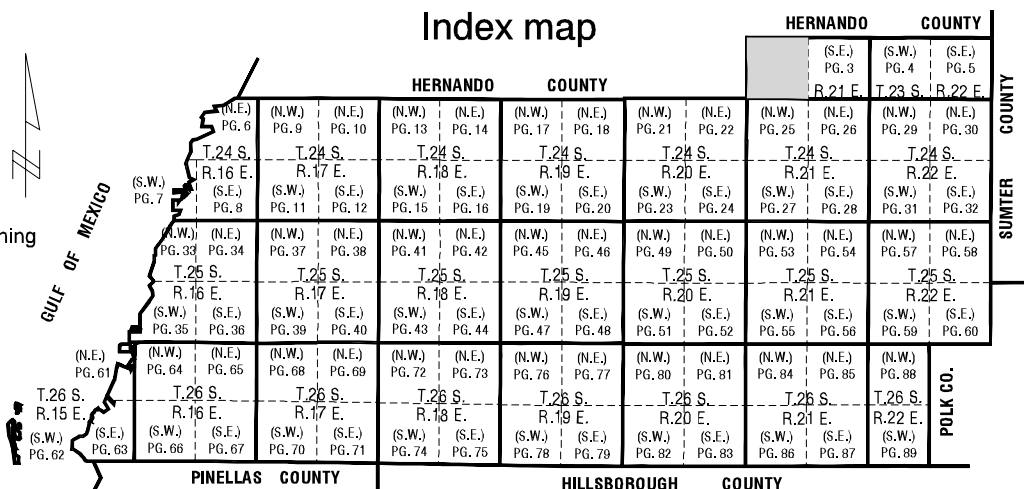 Index map
HERNANDO COUNTY
(S.E.) (S.W.) (S.E.)
PG. 3 PG. 4 PG. 5
HERNANDO COUNTY
R.21 E. T.23 S. R.22 E.
COUNTY
SUMTER
(N.E.) (N.W.) (N.E.) (N.W.) (N.E.) (N.W.) (N.E.) (N.W.) (N.E.) (N.W.) (N.E.) (N.W.) (N.E.)
PG. 6 PG. 9 PG. 10 PG. 13 PG. 14 PG. 17 PG. 18 PG. 21 PG. 22 PG. 25 PG. 26 PG. 29 PG. 30
T.24 S. T.24 S. T.24 S. T.24 S. T.24 S. T.24 S. T.24 S.
R.16 E. R.17 E. R.18 E. R.19 E. R.20 E. R.21 E. R.22 E.
(S.W.) (S.E.) (S.W.) (S.E.) (S.W.) (S.E.) (S.W.) (S.E.) (S.W.) (S.E.) (S.W.) (S.E.) (S.W.) (S.E.)
PG. 7 PG. 8 PG. 11 PG. 12 PG. 15 PG. 16 PG. 19 PG. 20 PG. 23 PG. 24 PG. 27 PG. 28 PG. 31 PG. 32
GULF OF MEXICO
ning
(N.W.) (N.E.) (N.W.) (N.E.) (N.W.) (N.E.) (N.W.) (N.E.) (N.W.) (N.E.) (N.W.) (N.E.) (N.W.) (N.E.)
PG. 33 PG. 34 PG. 37 PG. 38 PG. 41 PG. 42 PG. 45 PG. 46 PG. 49 PG. 50 PG. 53 PG. 54 PG. 57 PG. 58
T.25 S. T.25 S. T.25 S. T.25 S. T.25 S. T.25 S. T.25 S.
R.16 E. R.17 E. R.18 E. R.19 E. R.20 E. R.21 E. R.22 E.
(S.W.) (S.E.) (S.W.) (S.E.) (S.W.) (S.E.) (S.W.) (S.E.) (S.W.) (S.E.) (S.W.) (S.E.) (S.W.) (S.E.)
PG. 35 PG. 36 PG. 39 PG. 40 PG. 43 PG. 44 PG. 47 PG. 48 PG. 51 PG. 52 PG. 55 PG. 56 PG. 59 PG. 60
(N.E.) (N.W.) (N.E.) (N.W.) (N.E.) (N.W.) (N.E.) (N.W.) (N.E.) (N.W.) (N.E.) (N.W.) (N.E.) (N.W.)
PG. 61 PG. 64 PG. 65 PG. 68 PG. 69 PG. 72 PG. 73 PG. 76 PG. 77 PG. 80 PG. 81 PG. 84 PG. 85 PG. 88
T.26 S. T.26 S. T.26 S. T.26 S. T.26 S. T.26 S. T.26 S. T.26 S.
R.15 E. R.16 E. R.17 E. R.18 E. R.19 E. R.20 E. R.21 E. R.22 E.
(S.W.) (S.E.) (S.W.) (S.E.) (S.W.) (S.E.) (S.W.) (S.E.) (S.W.) (S.E.) (S.W.) (S.E.) (S.W.) (S.E.) (S.W.)
PG. 62 PG. 63 PG. 66 PG. 67 PG. 70 PG. 71 PG. 74 PG. 75 PG. 78 PG. 79 PG. 82 PG. 83 PG. 86 PG. 87 PG. 89
POLK CO.
PINELLAS COUNTY
HILLSBOROUGH COUNTY